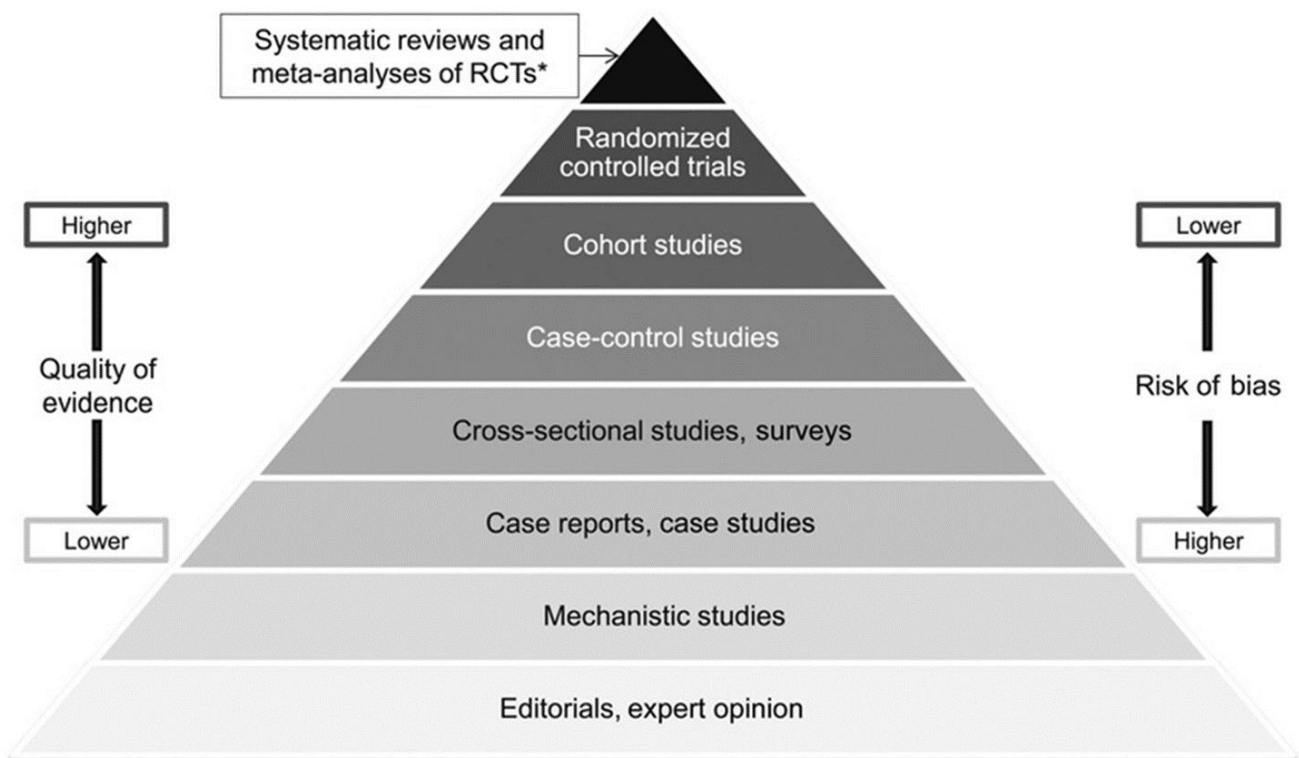 Systematic reviews and
meta-analyses of RCTs*
Randomized
controlled trials
Cohort studies
Case-control studies
Cross-sectional studies, surveys
Case reports, case studies
Mechanistic studies
Editorials, expert opinion
Higher
Quality of
evidence
Lower
Lower
Risk of bias
Higher